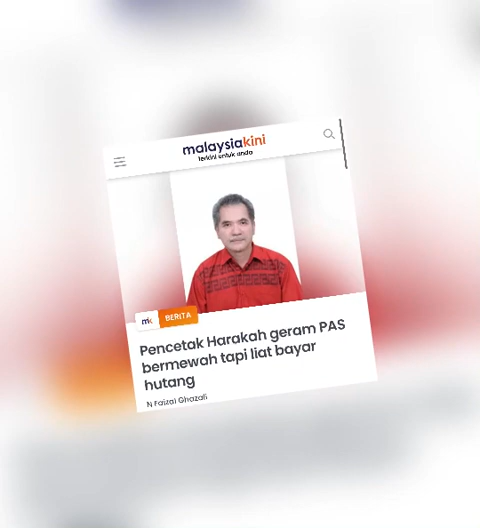 malaysiakini
terkini untuk anda
mk BERITA
Pencetak Harakah geram PAS
bermewah tapi liat bayar
hutang
N Faizal Ghazali